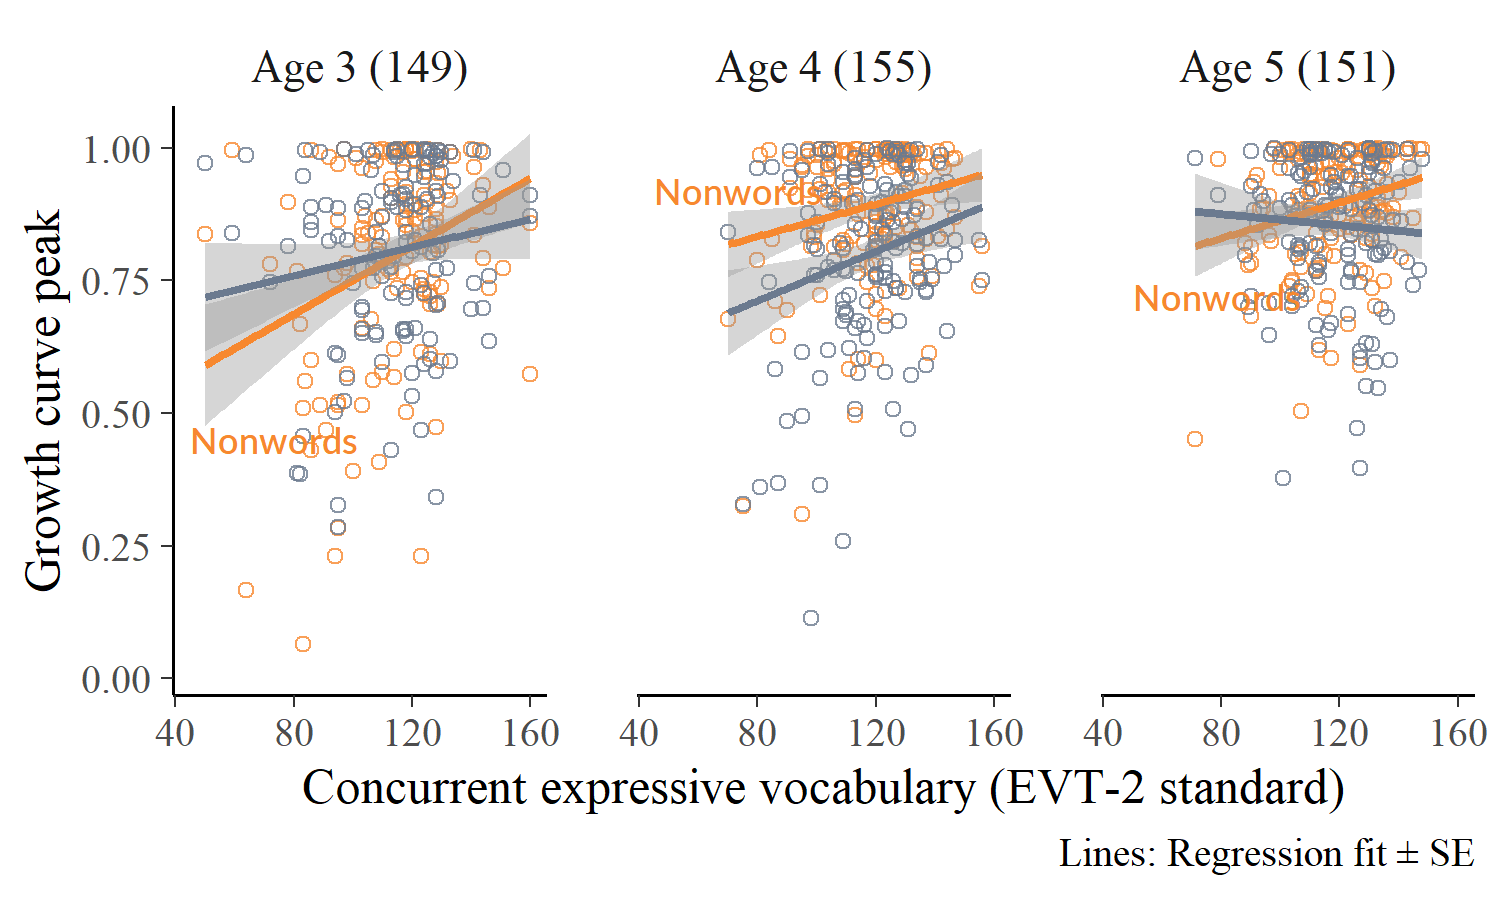 Age 3 (149)
Age 4 (155)
Age 5 (151)
Growth curve peak
1.00
0.75
0.50
0.25
0.00
Nonwords
Nonwords
Nonwords
40 80 120 160
40 80 120 160
40 80 120 160
Concurrent expressive vocabulary (EVT-2 standard)
Lines: Regression fit ± SE